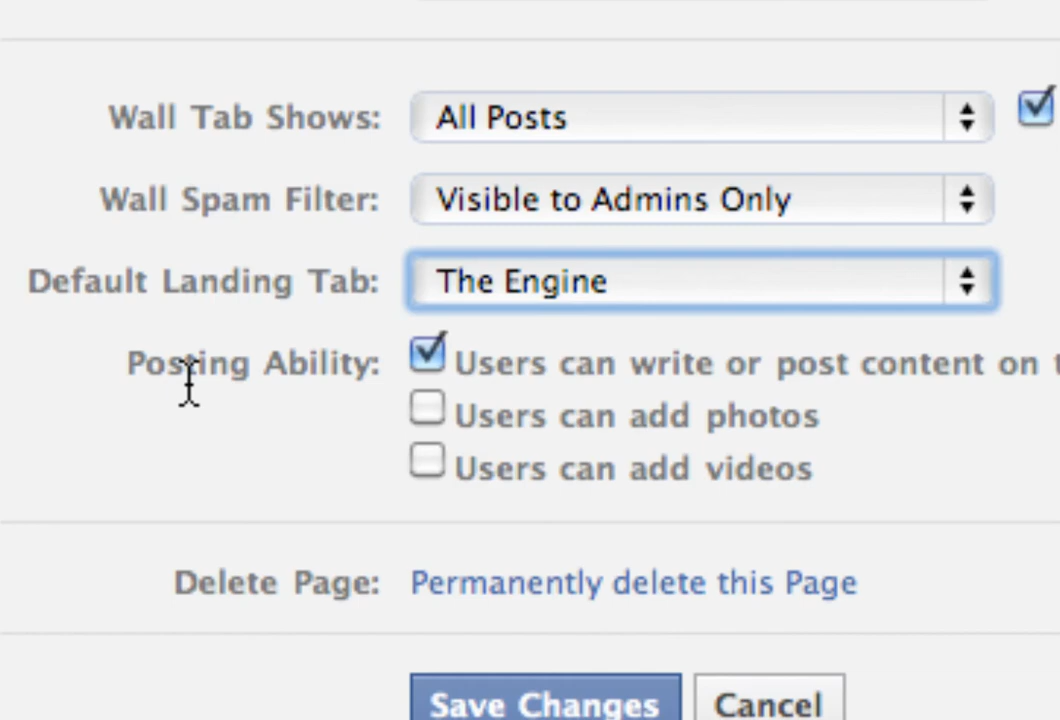 Wall Tab Shows: All Posts
Wall Spam Filter: Visible to Admins Only
Default Landing Tab: The Engine
Posting Ability: Users can write or post content on
Users can add photos
Users can add videos
Delete Page: Permanently delete this Page
Save Changes Cancel